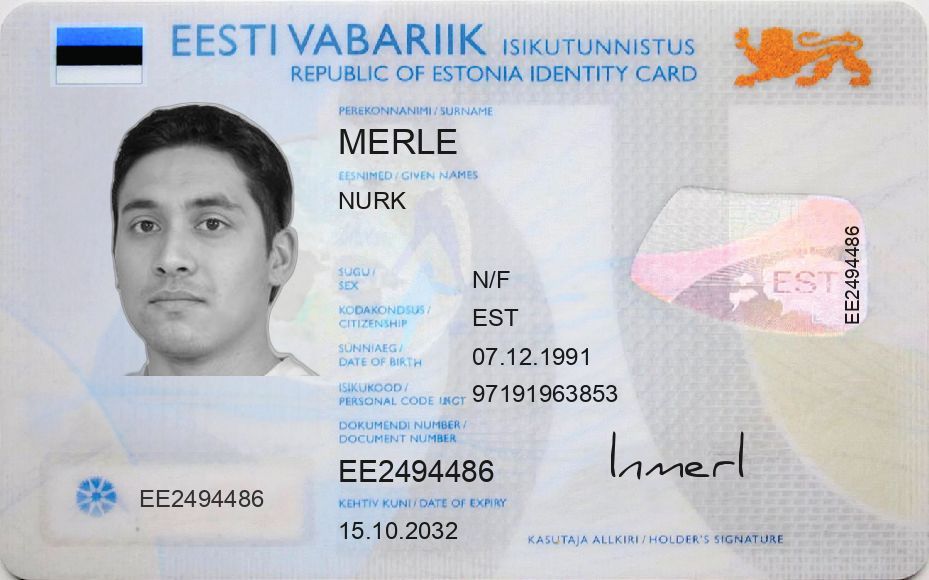 EESTI VABARIIK ISIKUTUNNISTUS
REPUBLIC OF ESTONIA IDENTITY CARD
PEREKONNANIMI / SURNAME
MERLE
EESNIMED / GIVEN NAMES
NURK
SUGU /
SEX
N/F
KODAKONDSUS /
CITIZENSHIP
EST
SÜNNIAEG /
DATE OF BIRTH
07.12.1991
ISIKUKOOD /
PERSONAL CODE
97191963853
DOKUMENDI NUMBER /
DOCUMENT NUMBER
EE2494486
KEHTIV KUNI / DATE OF EXPIRY
15.10.2032
EE2494486
EST
EE2494486
KASUTAJA ALLKIRI / HOLDER'S SIGNATURE